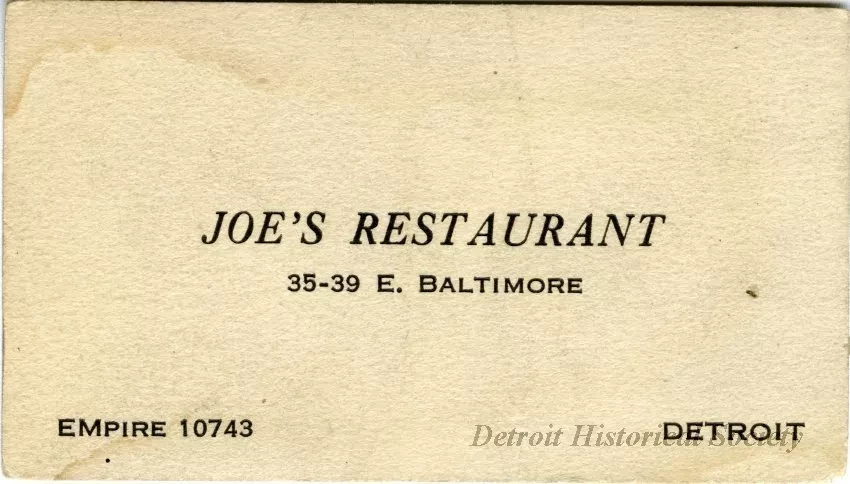 JOE'S RESTAURANT
35-39 E. BALTIMORE
EMPIRE 10743
DETROIT
Detroit Historical Society